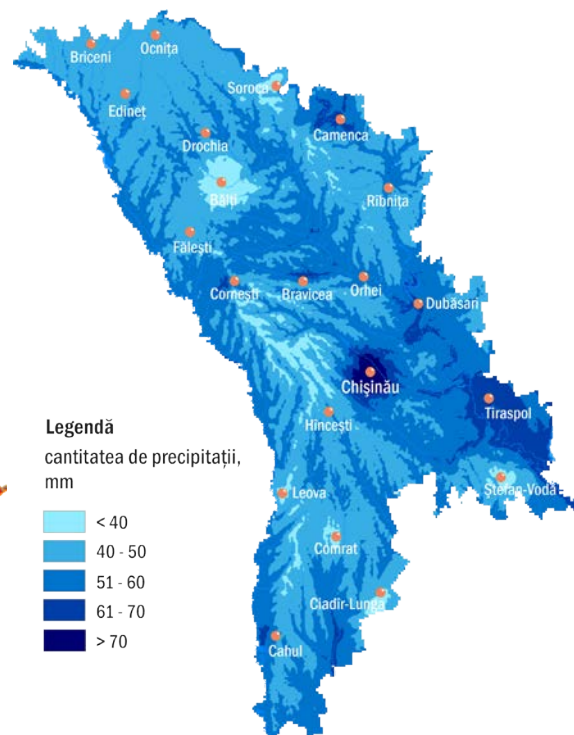 Ocnița
Briceni
Soroca
Edineț
Camenca
Drochia
Bălți
Rîbnița
Fălești
Cornești
Bravicea
Orhei
Dubăsari
Chișinău
Tiraspol
Hîncești
Legendă
cantitatea de precipitații,
mm
Ștefan-Vodă
Leova
< 40
40 - 50
Comrat
51 - 60
61 - 70
Ciadîr-Lunga
> 70
Cahul